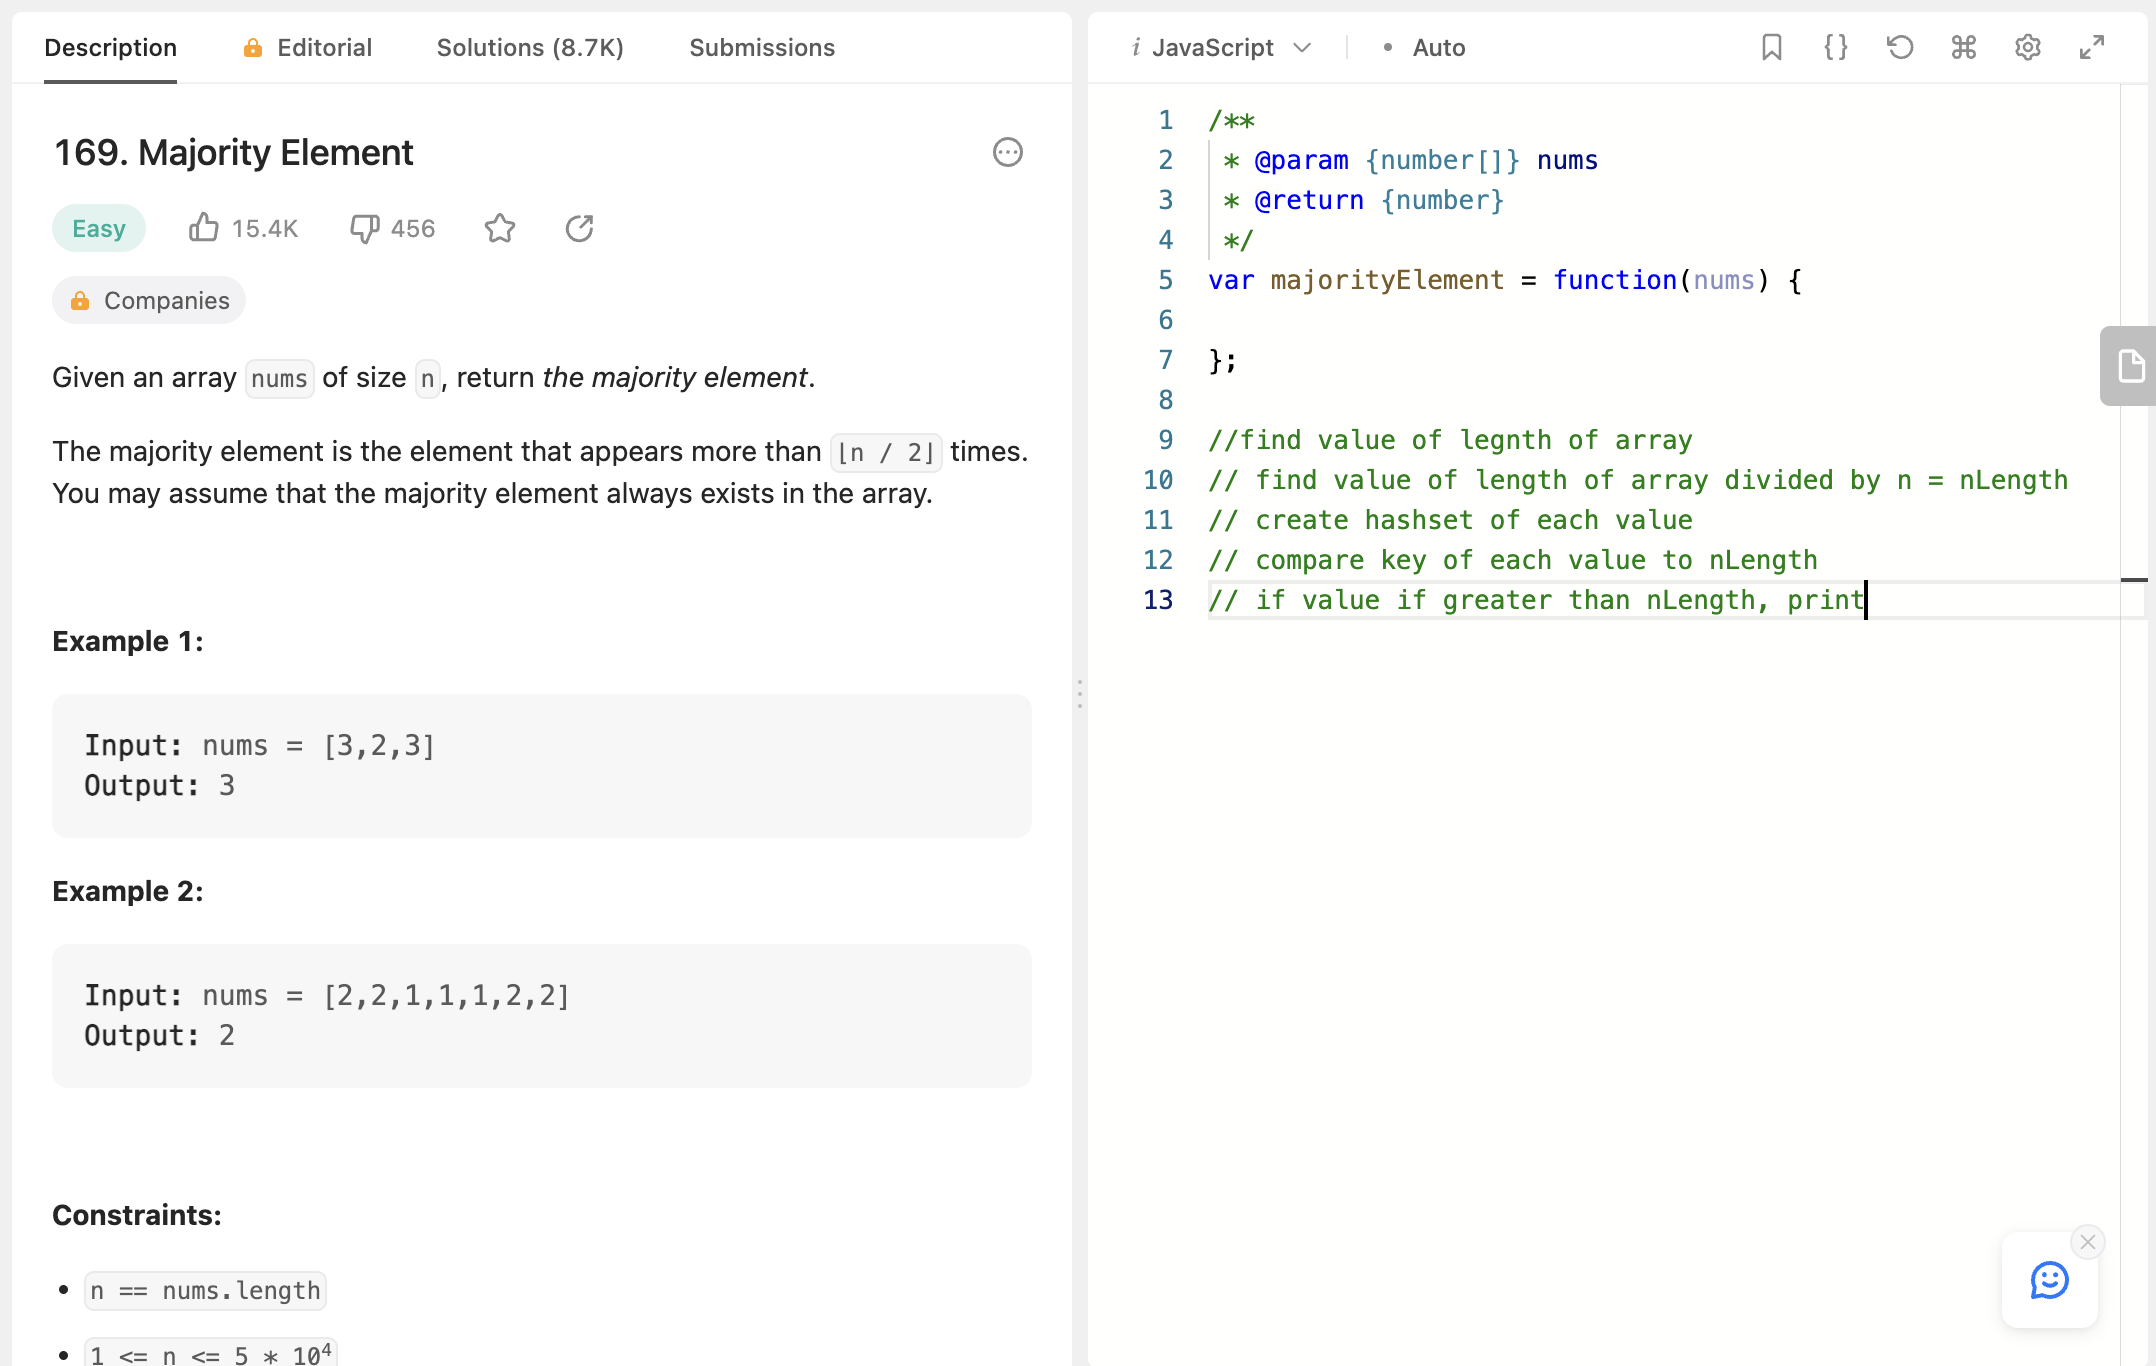 Description Editorial Solutions (8.7K) Submissions
169. Majority Element
Easy 15.4K 456
Companies
Given an array nums of size n, return the majority element.
The majority element is the element that appears more than ⌊n / 2⌋ times.
You may assume that the majority element always exists in the array.
Example 1:
Input: nums = [3,2,3]
Output: 3
Example 2:
Input: nums = [2,2,1,1,1,2,2]
Output: 2
Constraints:
• n == nums.length
• 1 <= n <= 5 * 10⁴
i JavaScript • Auto
1 /**
2 * @param {number[]} nums
3 * @return {number}
4 */
5 var majorityElement = function(nums) {
6
7 };
8
9 //find value of legnth of array
10 // find value of length of array divided by n = nLength
11 // create hashset of each value
12 // compare key of each value to nLength
13 // if value if greater than nLength, print